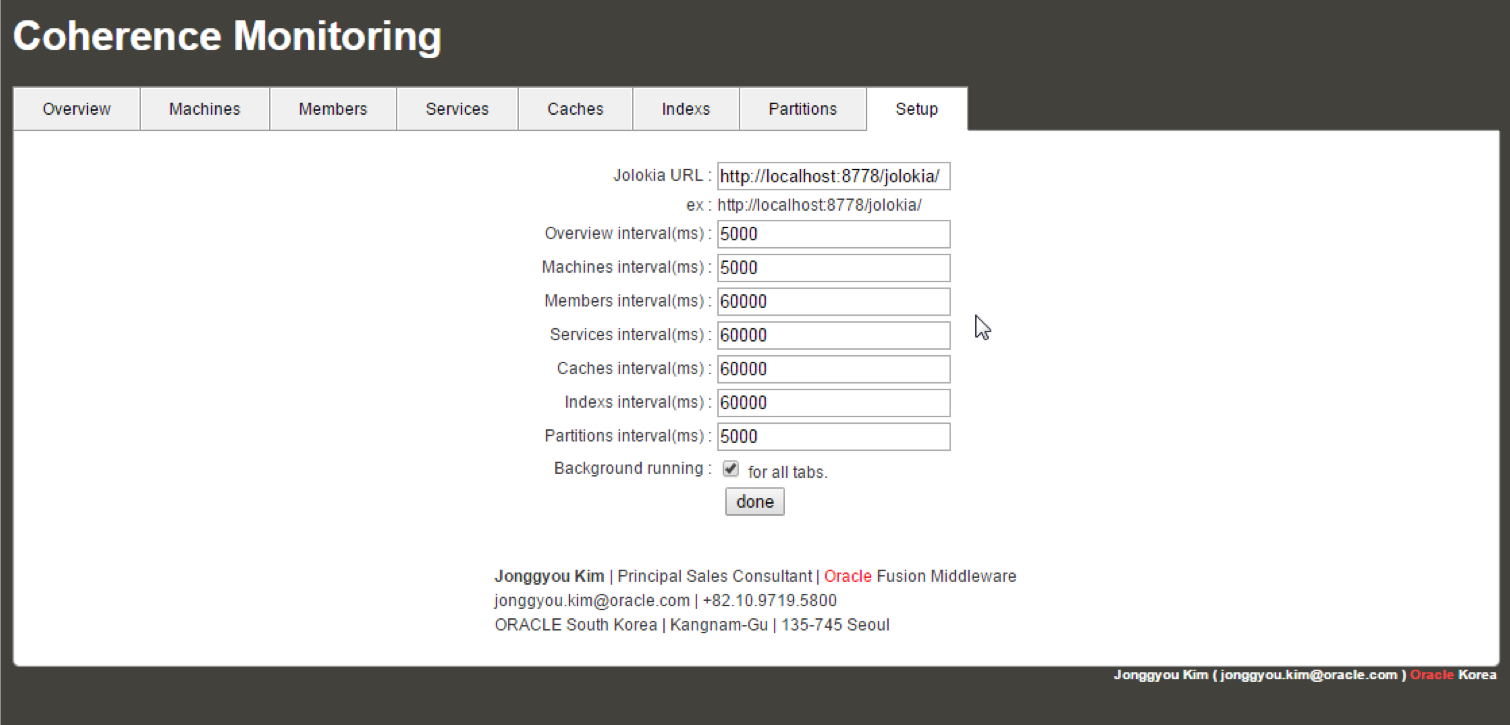 Coherence Monitoring
Overview Machines Members Services Caches Indexs Partitions Setup
Jolokia URL : http://localhost:8778/jolokia/
ex : http://localhost:8778/jolokia/
Overview interval(ms) : 5000
Machines interval(ms) : 5000
Members interval(ms) : 60000
Services interval(ms) : 60000
Caches interval(ms) : 60000
Indexs interval(ms) : 60000
Partitions interval(ms) : 5000
Background running : for all tabs.
done
Jonggyou Kim | Principal Sales Consultant | Oracle Fusion Middleware
jonggyou.kim@oracle.com | +82.10.9719.5800
ORACLE South Korea | Kangnam-Gu | 135-745 Seoul
Jonggyou Kim ( jonggyou.kim@oracle.com ) Oracle Korea